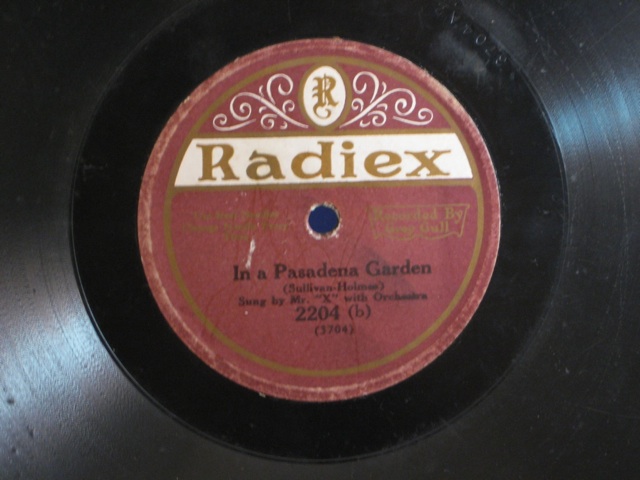 R
Radiex
Recorded By
Grey Gull
In a Pasadena Garden
(Sullivan-Holmes)
Sung by Mr. "X" with Orchestra
2204 (b)
(3704)